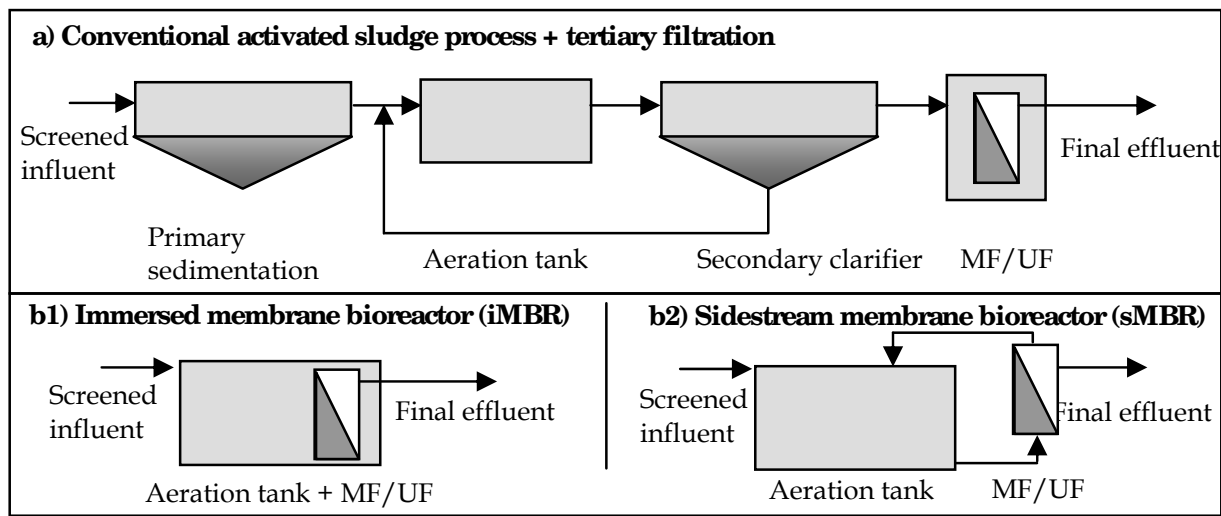 a) Conventional activated sludge process + tertiary filtration
Screened
influent
Final effluent
Primary
sedimentation
Aeration tank
Secondary clarifier
MF/UF
b1) Immersed membrane bioreactor (iMBR)
Screened
influent
Final effluent
Aeration tank + MF/UF
b2) Sidestream membrane bioreactor (sMBR)
Screened
influent
Final effluent
Aeration tank
MF/UF